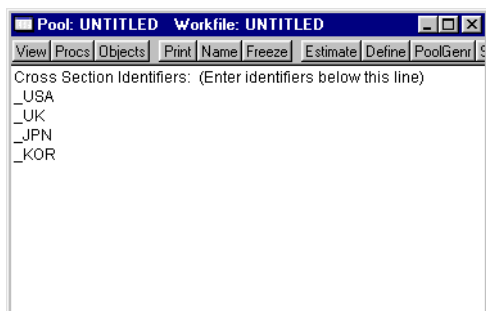 Pool: UNTITLED Workfile: UNTITLED
View Procs Objects Print Name Freeze Estimate Define PoolGenr
Cross Section Identifiers: (Enter identifiers below this line)
_USA
_UK
_JPN
_KOR